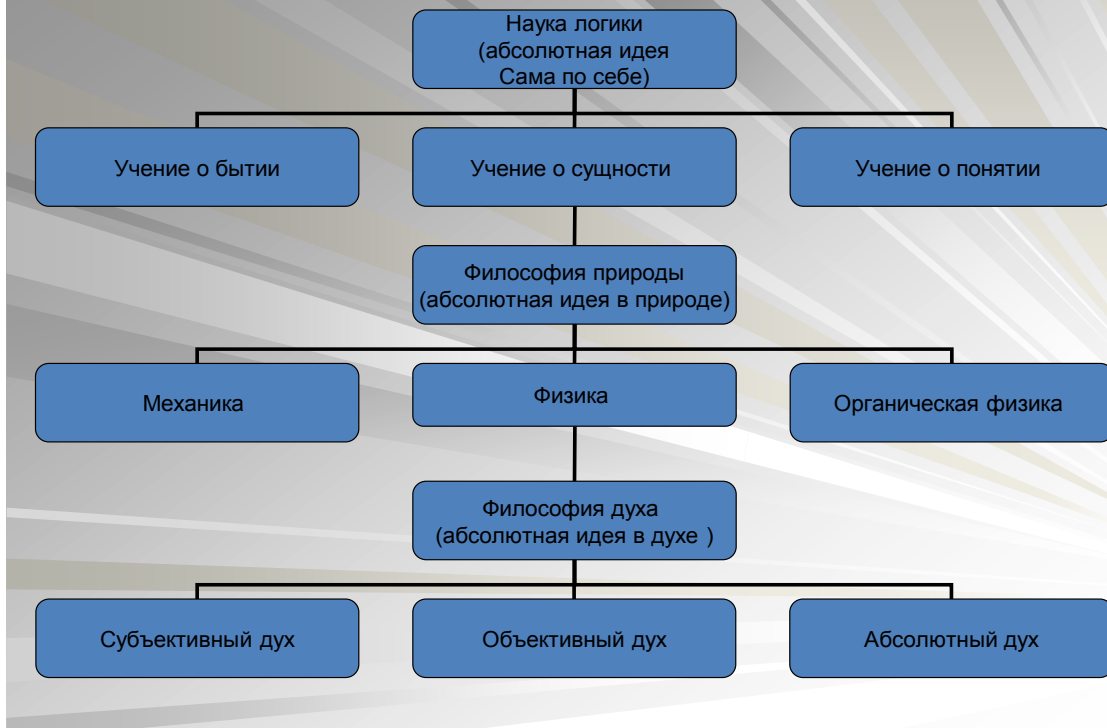 Наука логики
(абсолютная идея
Сама по себе)
Учение о бытии
Учение о сущности
Учение о понятии
Философия природы
(абсолютная идея в природе)
Механика
Физика
Органическая физика
Философия духа
(абсолютная идея в духе )
Субъективный дух
Объективный дух
Абсолютный дух